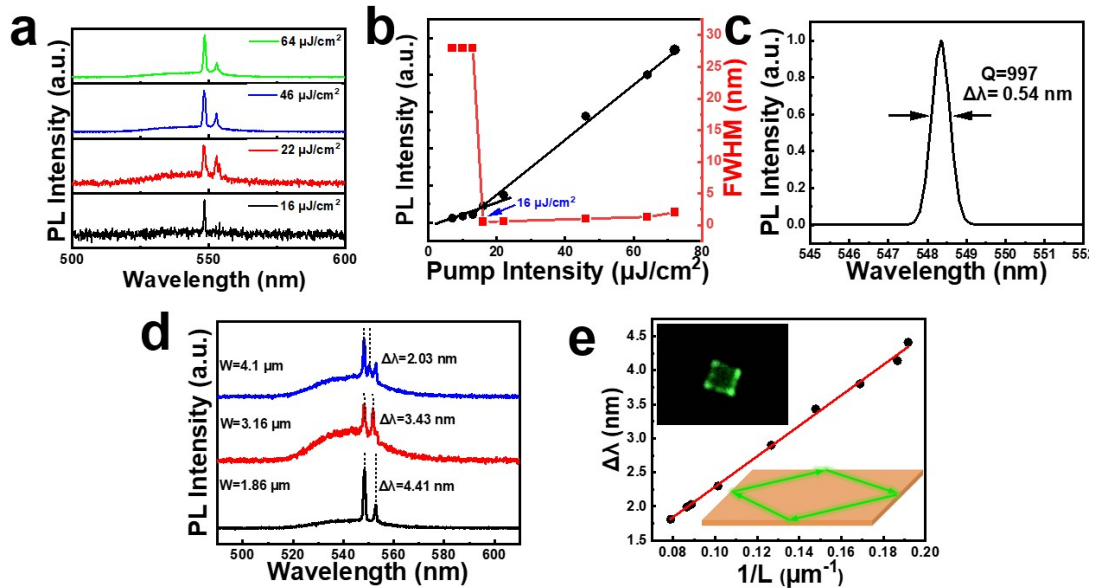 a
64 μJ/cm²
46 μJ/cm²
22 μJ/cm²
16 μJ/cm²
PL Intensity (a.u.)
500 550 600
Wavelength (nm)
b
PL Intensity (a.u.)
16 μJ/cm²
0 20 40 60 80
Pump Intensity (μJ/cm²)
30
25
20
15
10
5
0
FWHM (nm)
c
PL Intensity (a.u.)
1.0
0.8
0.6
0.4
0.2
0.0
Q=997
Δλ= 0.54 nm
545 546 547 548 549 550 551
Wavelength (nm)
d
PL Intensity (a.u.)
W=4.1 μm
Δλ=2.03 nm
W=3.16 μm
Δλ=3.43 nm
W=1.86 μm
Δλ=4.41 nm
500 520 540 560 580 600
Wavelength (nm)
e
Δλ (nm)
4.5
4.0
3.5
3.0
2.5
2.0
1.5
0.08 0.10 0.12 0.14 0.16 0.18 0.20
1/L (μm⁻¹)